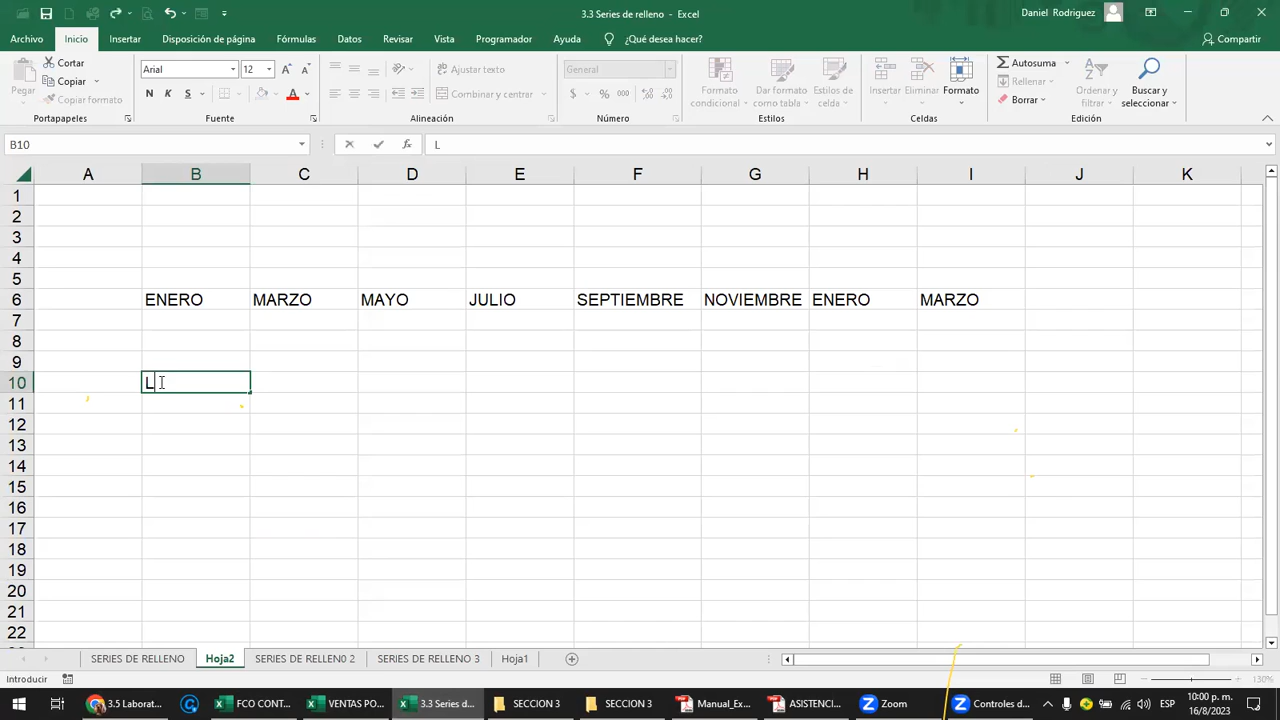 3.3 Series de relleno - Excel
Daniel Rodriguez
Archivo Inicio Insertar Disposición de página Fórmulas Datos Revisar Vista Programador Ayuda ¿Qué desea hacer? Compartir
Pegar
Cortar
Copiar
Copiar formato
Portapapeles
Arial 12
N K S
Fuente
Ajustar texto
Combinar y centrar
Alineación
General
$ % 000
Número
Formato condicional
Dar formato como tabla
Estilos de celda
Estilos
Insertar
Eliminar
Formato
Celdas
Autosuma
Rellenar
Borrar
Ordenar y filtrar
Buscar y seleccionar
Edición
B10 fx L
A B C D E F G H I J K
1
2
3
4
5
6 ENERO MARZO MAYO JULIO SEPTIEMBRE NOVIEMBRE ENERO MARZO
7
8
9
10 L
11
12
13
14
15
16
17
18
19
20
21
22
SERIES DE RELLENO Hoja2 SERIES DE RELLEN0 2 SERIES DE RELLENO 3 Hoja1
Introducir 130%
3.5 Laborat... FCCONT... VENTAS PO... 3.3 Series d... SECCION 3 SECCION 3 Manual_Ex... ASISTENCI... Zoom Controles d... ESP 10:00 p. m.
16/8/2023